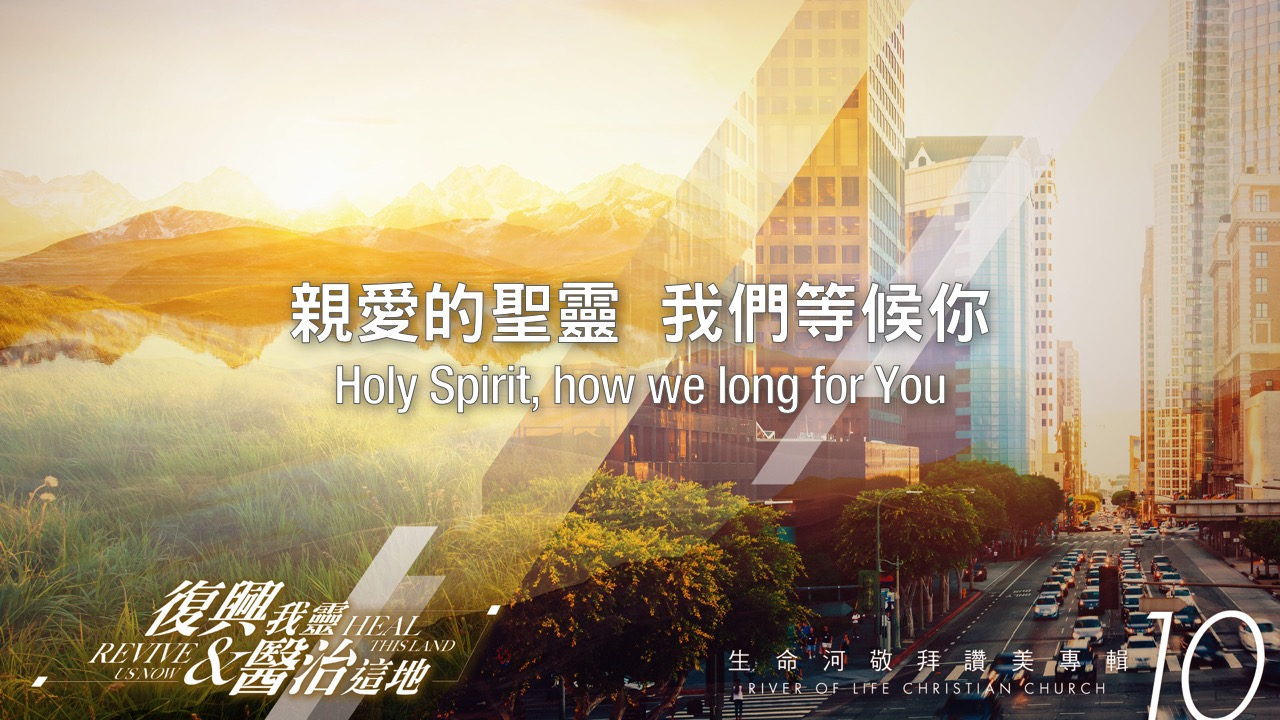 親愛的聖靈 我們等候你
Holy Spirit, how we long for You
復興我靈 HEAL THIS LAND
REVIVE US NOW & 醫治這地
生命河敬拜讚美專輯 10
RIVER OF LIFE CHRISTIAN CHURCH